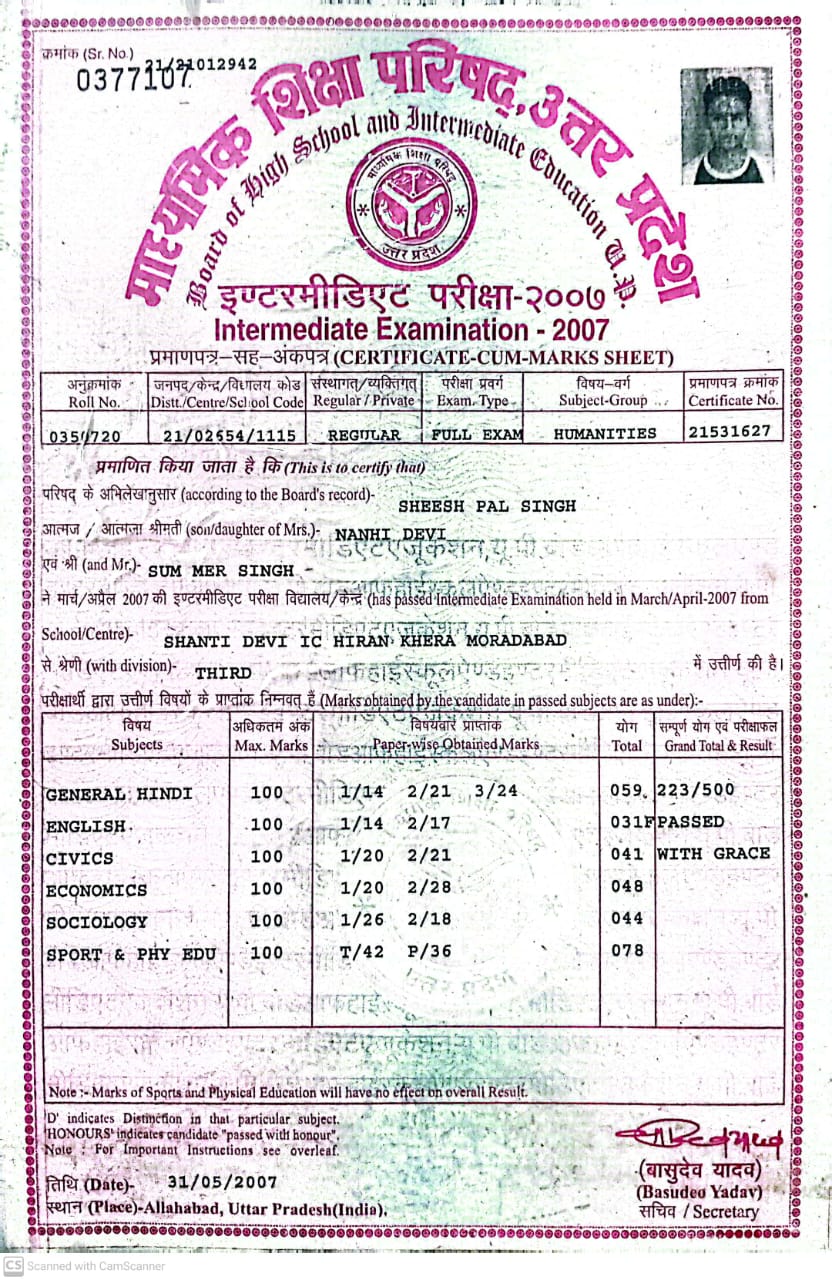 क्रमांक (Sr. No.)
21/21012942
0377107
माध्यमिक शिक्षा परिषद्, उत्तर प्रदेश
Board of High School and Intermediate Education U.P.
माध्यमिक शिक्षा परिषद्
उत्तर प्रदेश
इण्टरमीडिएट परीक्षा-२००७
Intermediate Examination - 2007
प्रमाणपत्र-सह-अंकपत्र (CERTIFICATE-CUM-MARKS SHEET)
अनुक्रमांक जनपद/केन्द्र/विद्यालय कोड संस्थागत/व्यक्तिगत परीक्षा प्रवर्ग विषय-वर्ग प्रमाणपत्र क्रमांक
Roll No. Distt./Centre/School Code Regular / Private Exam. Type Subject-Group Certificate No.
720 21/02654/1115 REGULAR FULL EXAM HUMANITIES 21531627
प्रमाणित किया जाता है कि (This is to certify that)
परिषद् के अभिलेखानुसार (according to the Board's record)- SHEESH PAL SINGH
आत्मज / आत्मजा श्रीमती (son/daughter of Mrs.)- NANHI DEVI
एवं श्री (and Mr.)- SUM MER SINGH -
ने मार्च/अप्रैल 2007 की इण्टरमीडिएट परीक्षा विद्यालय/केन्द्र (has passed Intermediate Examination held in March/April-2007 from
School/Centre)- SHANTI DEVI IC HIRAN KHERA MORADABAD
से श्रेणी (with division)- THIRD में उत्तीर्ण की है।
परीक्षार्थी द्वारा उत्तीर्ण विषयों के प्राप्तांक निम्नवत् हैं (Marks obtained by the candidate in passed subjects are as under):-
विषय अधिकतम अंक विषयवार प्राप्तांक योग सम्पूर्ण योग एवं परीक्षाफल
Subjects Max. Marks Paper-wise Obtained Marks Total Grand Total & Result
GENERAL HINDI 100 1/14 2/21 3/24 059. 223/500
ENGLISH. 100 1/14 2/17 031F PASSED
CIVICS 100 1/20 2/21 041 WITH GRACE
ECONOMICS 100 1/20 2/28 048
SOCIOLOGY 100 1/26 2/18 044
SPORT & PHY EDU 100 T/42 P/36 078
Note :- Marks of Sports and Physical Education will have no effect on overall Result.
'D' indicates Distinction in that particular subject.
'HONOURS' indicates candidate "passed with honour".
Note : For Important Instructions see overleaf.
तिथि (Date)- 31/05/2007
स्थान (Place)-Allahabad, Uttar Pradesh(India).
(बासुदेव यादव)
(Basudeo Yadav)
सचिव / Secretary
CS Scanned with CamScanner